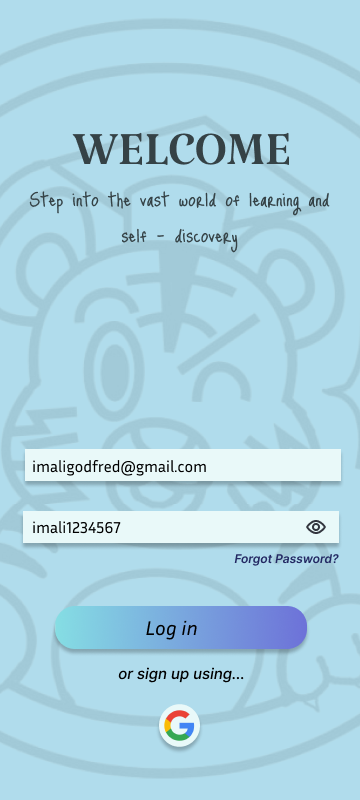 WELCOME
Step into the vast world of learning and
self - discovery
imaligodfred@gmail.com
imali1234567
Forgot Password?
Log in
or sign up using...